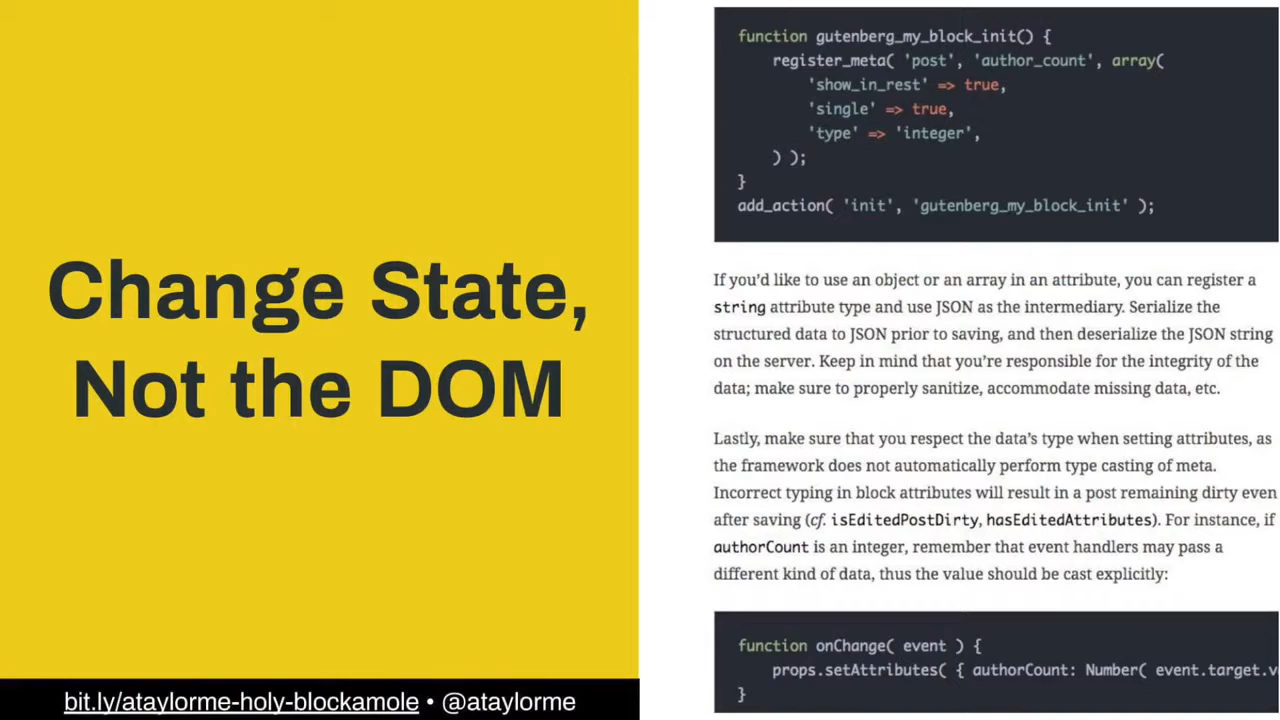 Change State,
Not the DOM
bit.ly/ataylorme-holy-blockamole • @ataylorme
function gutenberg_my_block_init() {
register_meta( 'post', 'author_count', array(
'show_in_rest' => true,
'single' => true,
'type' => 'integer',
) );
}
add_action( 'init', 'gutenberg_my_block_init' );
If you’d like to use an object or an array in an attribute, you can register a
string attribute type and use JSON as the intermediary. Serialize the
structured data to JSON prior to saving, and then deserialize the JSON string
on the server. Keep in mind that you’re responsible for the integrity of the
data; make sure to properly sanitize, accommodate missing data, etc.
Lastly, make sure that you respect the data’s type when setting attributes, as
the framework does not automatically perform type casting of meta.
Incorrect typing in block attributes will result in a post remaining dirty even
after saving (cf. isEditedPostDirty, hasEditedAttributes). For instance, if
authorCount is an integer, remember that event handlers may pass a
different kind of data, thus the value should be cast explicitly:
function onChange( event ) {
props.setAttributes( { authorCount: Number( event.target.v
}